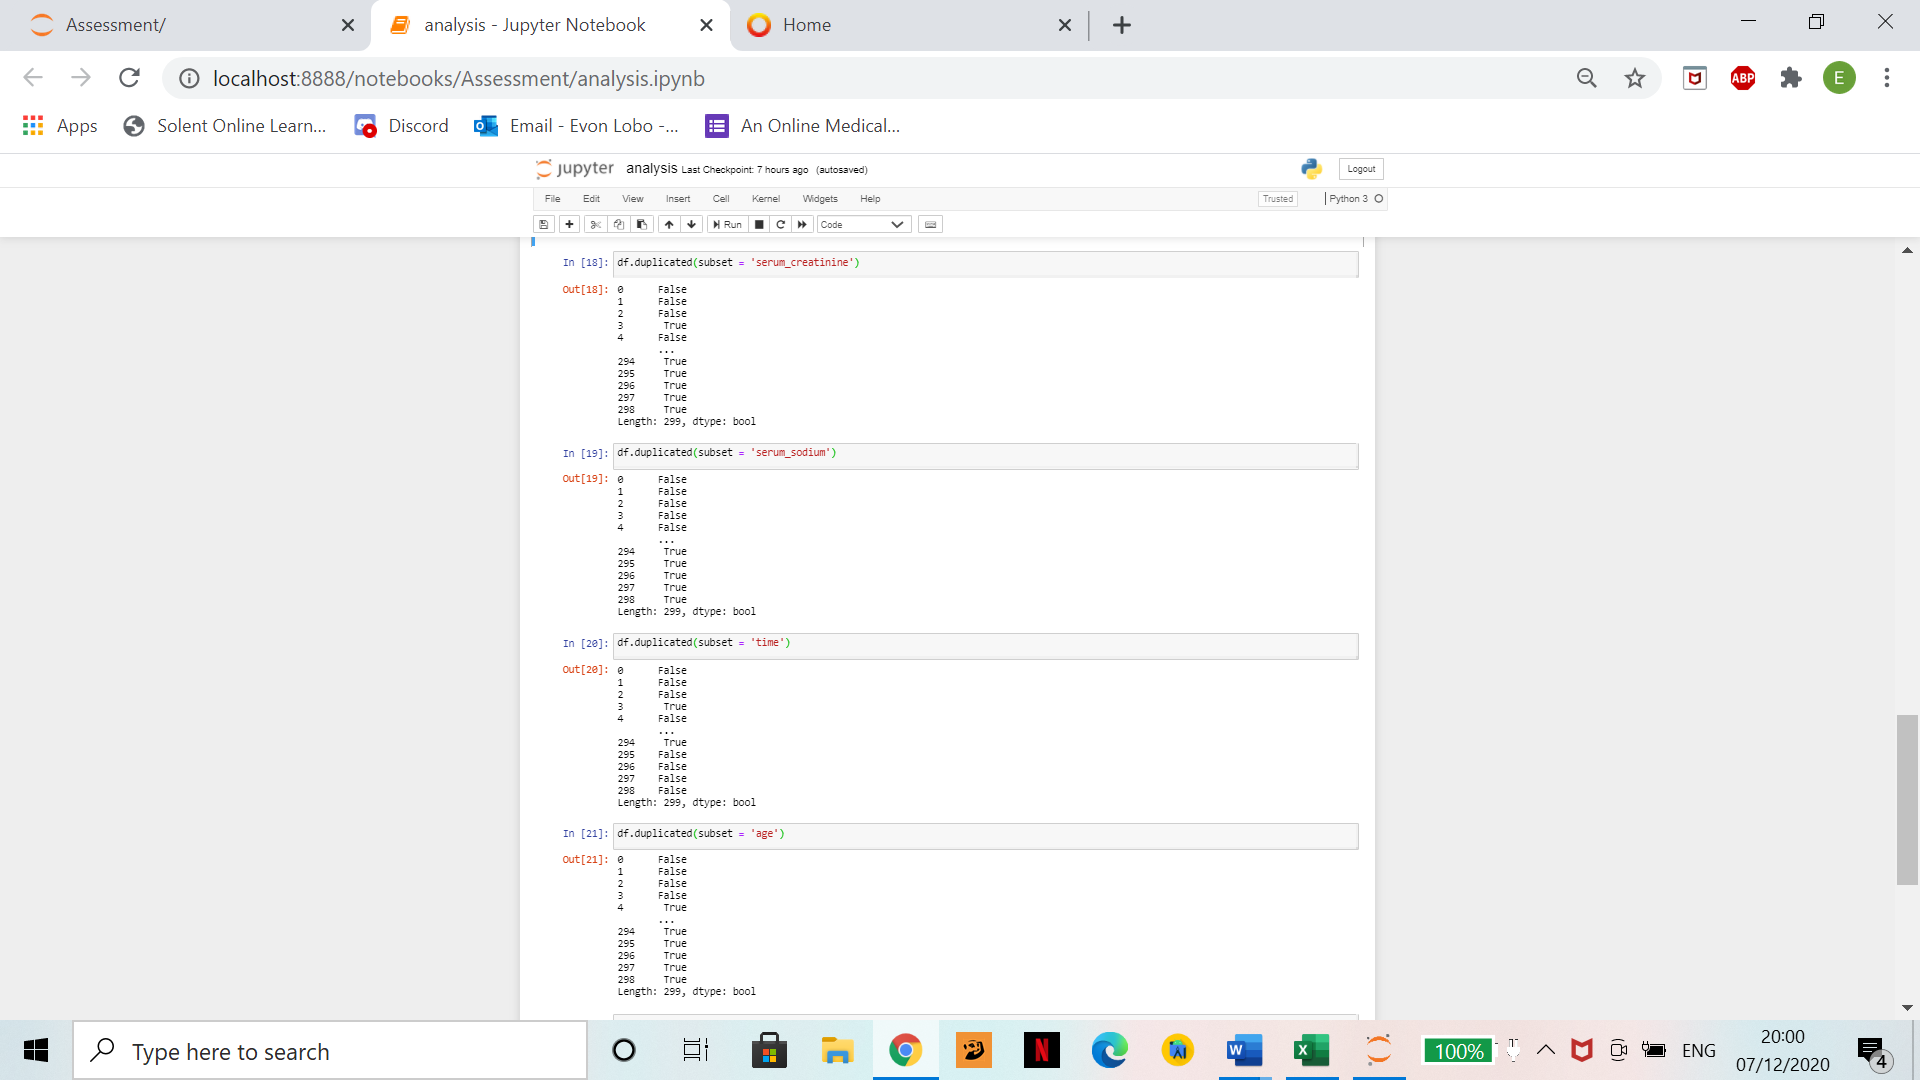 Assessment/
analysis - Jupyter Notebook
Home
localhost:8888/notebooks/Assessment/analysis.ipynb
ABP
E
Apps
Solent Online Learn...
Discord
Email - Evon Lobo -...
An Online Medical...
jupyter analysis Last Checkpoint: 7 hours ago (autosaved)
Logout
File Edit View Insert Cell Kernel Widgets Help
Trusted
Python 3
Run
Code
In [18]: df.duplicated(subset = 'serum_creatinine')
Out[18]: 0 False
1 False
2 False
3 True
4 False
...
294 True
295 True
296 True
297 True
298 True
Length: 299, dtype: bool
In [19]: df.duplicated(subset = 'serum_sodium')
Out[19]: 0 False
1 False
2 False
3 False
4 False
...
294 True
295 True
296 True
297 True
298 True
Length: 299, dtype: bool
In [20]: df.duplicated(subset = 'time')
Out[20]: 0 False
1 False
2 False
3 True
4 False
...
294 True
295 False
296 False
297 False
298 False
Length: 299, dtype: bool
In [21]: df.duplicated(subset = 'age')
Out[21]: 0 False
1 False
2 False
3 False
4 True
...
294 True
295 True
296 True
297 True
298 True
Length: 299, dtype: bool
Type here to search
N
W
X
100%
ENG
20:00
07/12/2020
4